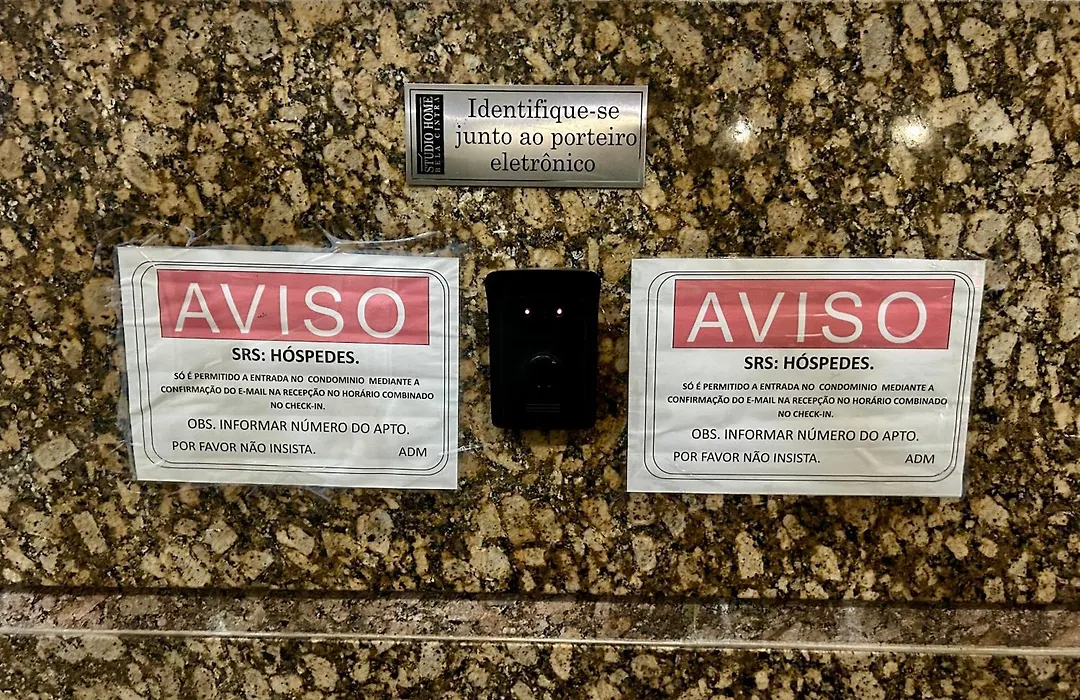 STUDIO HOME
BELA CINTRA
Identifique-se
junto ao porteiro
eletrônico
AVISO
SRS: HÓSPEDES.
SÓ É PERMITIDO A ENTRADA NO CONDOMINIO MEDIANTE A
CONFIRMAÇÃO DO E-MAIL NA RECEPÇÃO NO HORÁRIO COMBINADO
NO CHECK-IN.
OBS. INFORMAR NÚMERO DO APTO.
POR FAVOR NÃO INSISTA. ADM
AVISO
SRS: HÓSPEDES.
SÓ É PERMITIDO A ENTRADA NO CONDOMINIO MEDIANTE A
CONFIRMAÇÃO DO E-MAIL NA RECEPÇÃO NO HORÁRIO COMBINADO
NO CHECK-IN.
OBS. INFORMAR NÚMERO DO APTO.
POR FAVOR NÃO INSISTA. ADM